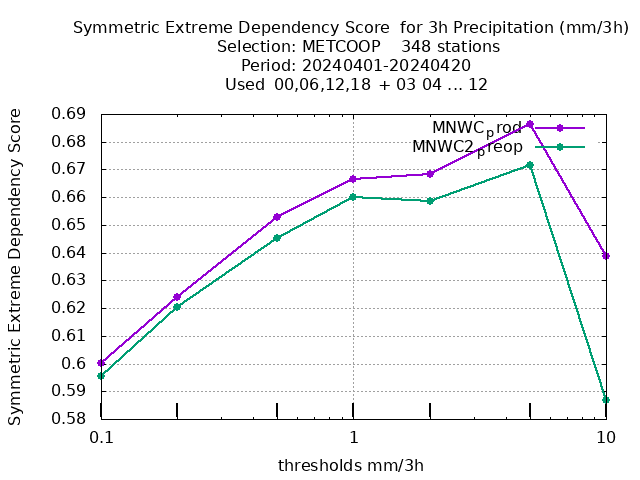 Symmetric Extreme Dependency Score  for 3h Precipitation (mm/3h)
Selection: METCOOP    348 stations
Period: 20240401-20240420
Used  00,06,12,18 + 03 04 ... 12
Symmetric Extreme Dependency Score
0.69
0.68
0.67
0.66
0.65
0.64
0.63
0.62
0.61
0.6
0.59
0.58
MNWCprod
MNWC2preop
0.1
1
10
thresholds mm/3h